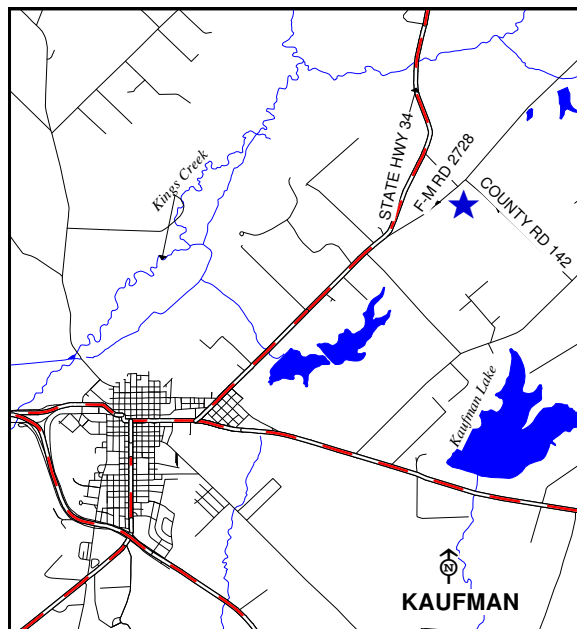 STATE HWY 34
F-M RD 2728
COUNTY RD 142
Kings Creek
Kaufman Lake
N
KAUFMAN